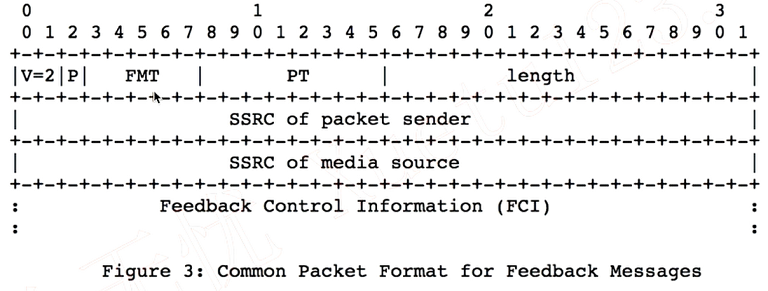 0                   1                   2                   3
 0 1 2 3 4 5 6 7 8 9 0 1 2 3 4 5 6 7 8 9 0 1 2 3 4 5 6 7 8 9 0 1
+-+-+-+-+-+-+-+-+-+-+-+-+-+-+-+-+-+-+-+-+-+-+-+-+-+-+-+-+-+-+-+-+
|V=2|P|   FMT   |       PT      |          length               |
+-+-+-+-+-+-+-+-+-+-+-+-+-+-+-+-+-+-+-+-+-+-+-+-+-+-+-+-+-+-+-+-+
|                  SSRC of packet sender                        |
+-+-+-+-+-+-+-+-+-+-+-+-+-+-+-+-+-+-+-+-+-+-+-+-+-+-+-+-+-+-+-+-+
|                  SSRC of media source                         |
+-+-+-+-+-+-+-+-+-+-+-+-+-+-+-+-+-+-+-+-+-+-+-+-+-+-+-+-+-+-+-+-+
:            Feedback Control Information (FCI)                 :
:                                                               :
Figure 3: Common Packet Format for Feedback Messages